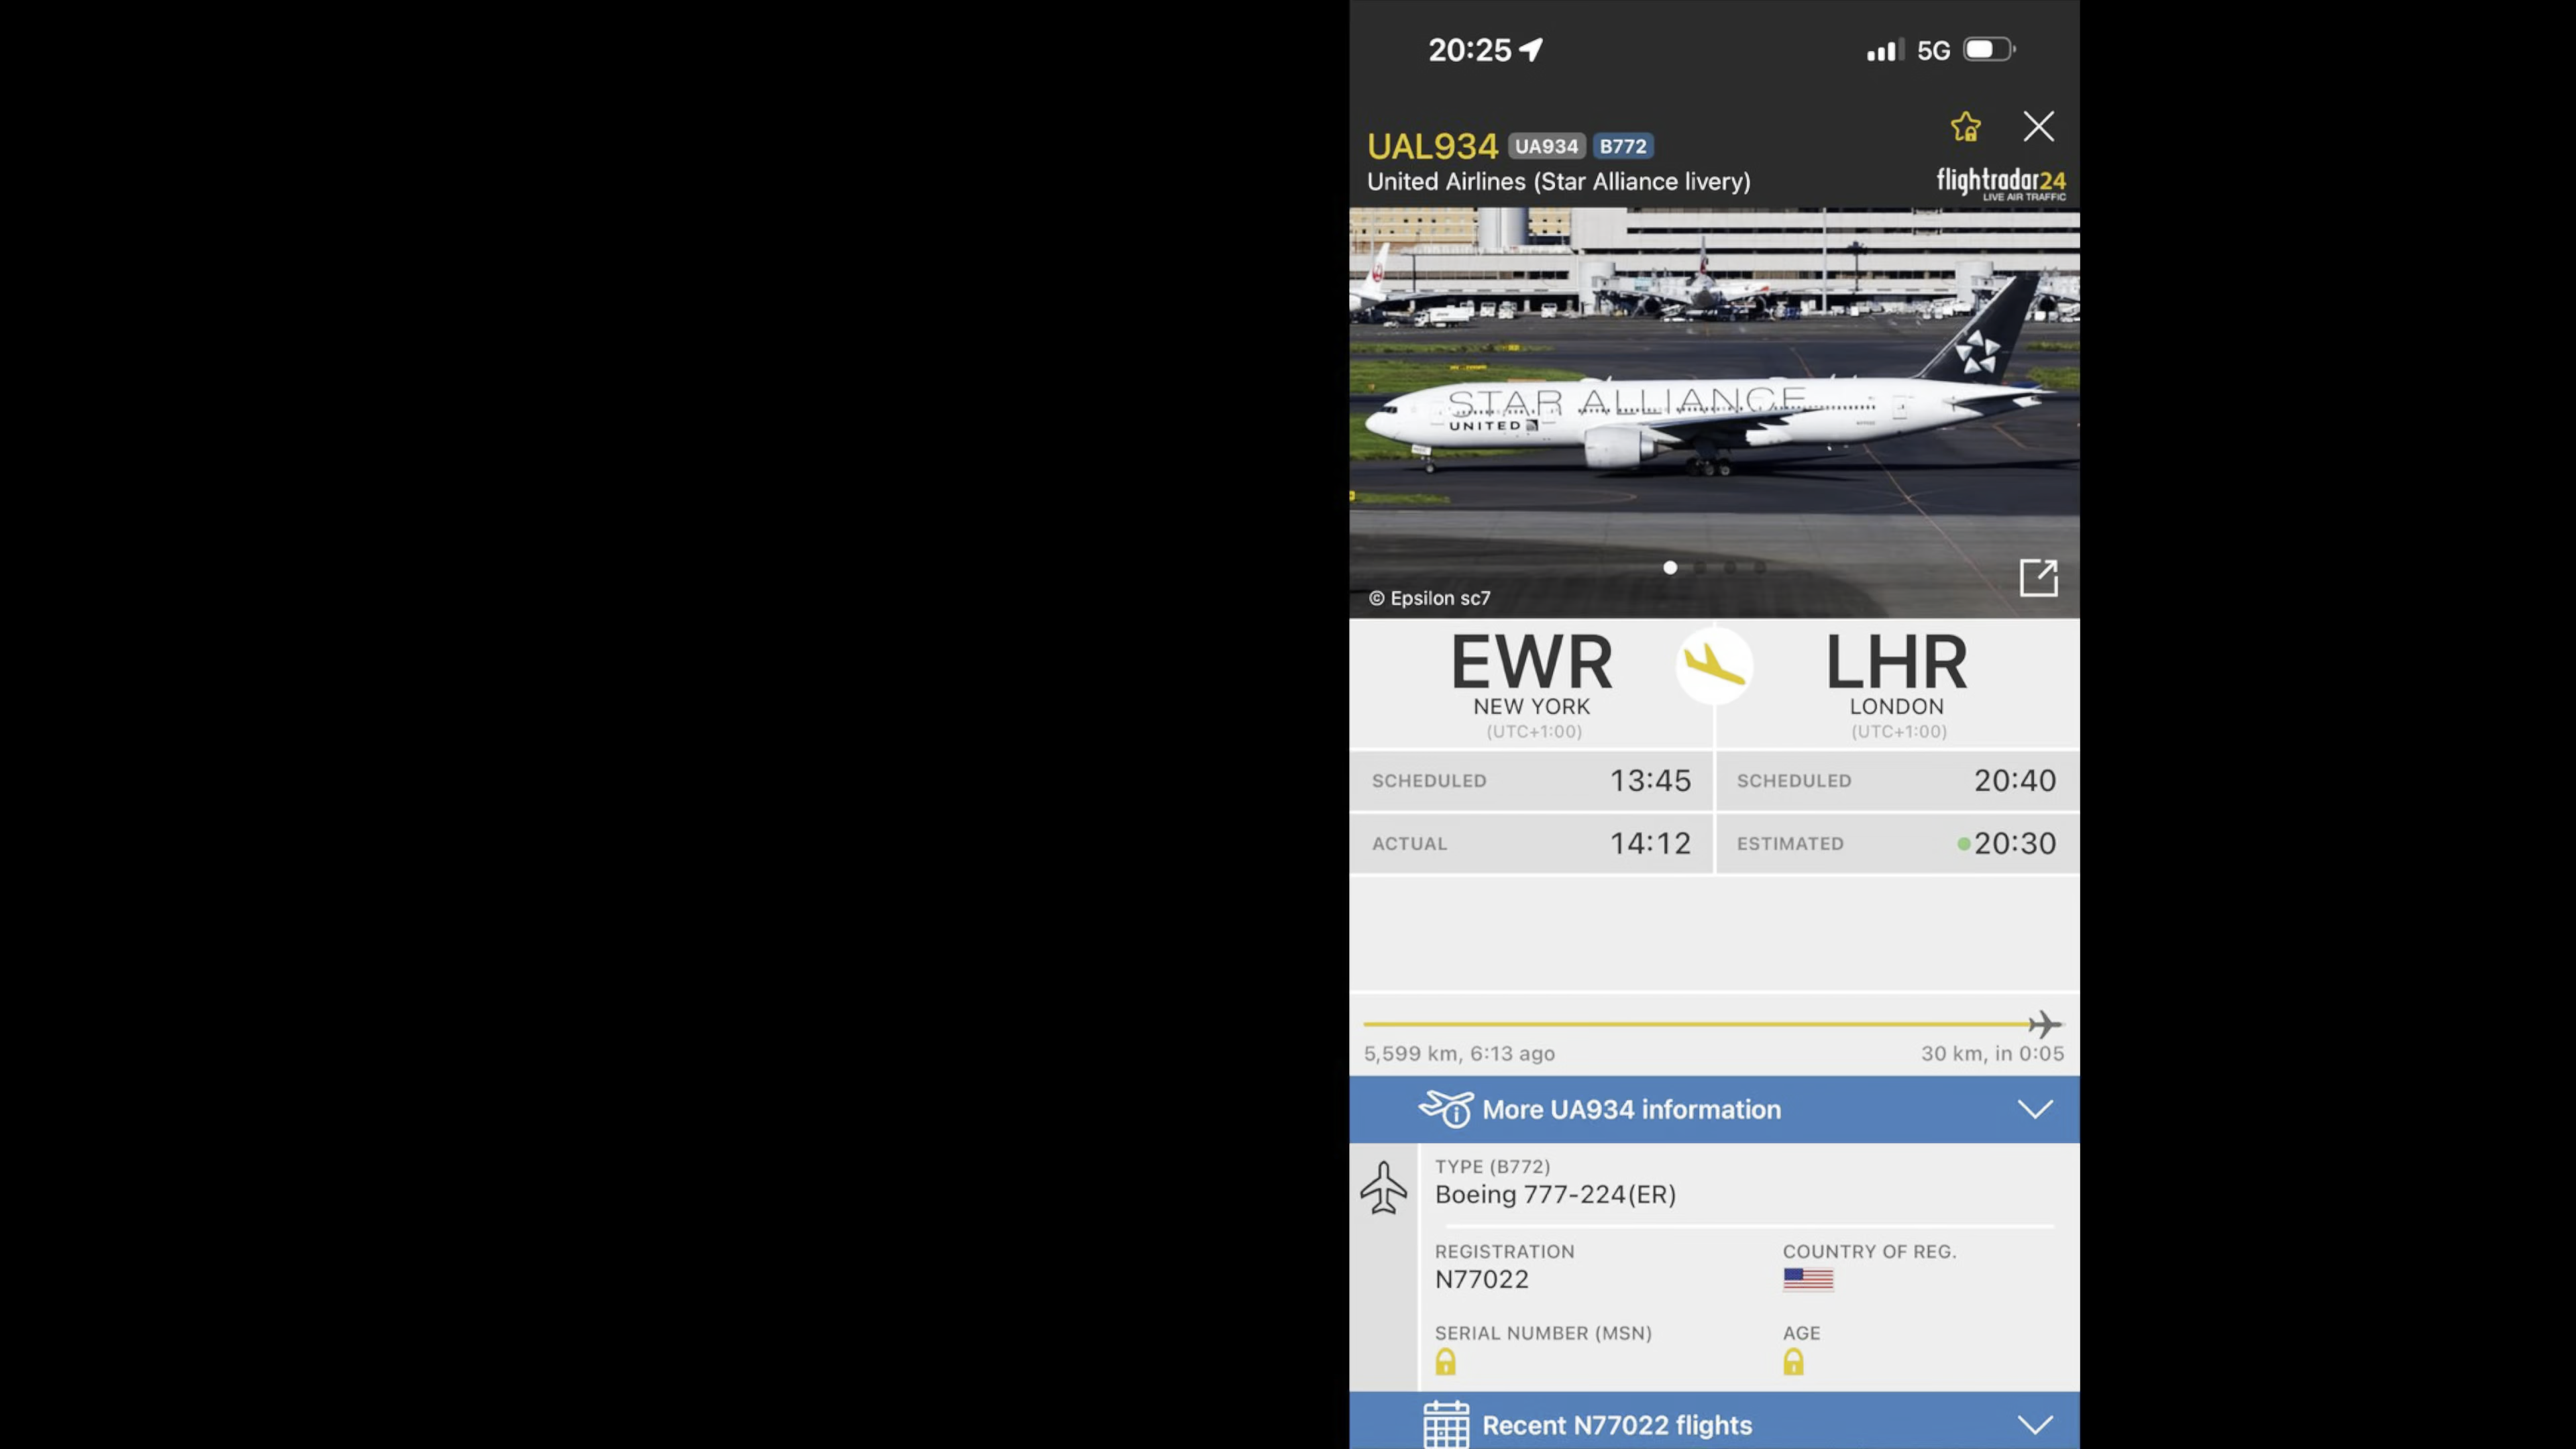 20:25
5G
UAL934 UA934 B772
United Airlines (Star Alliance livery)
flightradar24
LIVE AIR TRAFFIC
STAR ALLIANCE
UNITED
© Epsilon sc7
EWR
NEW YORK
(UTC+1:00)
LHR
LONDON
(UTC+1:00)
SCHEDULED 13:45
SCHEDULED 20:40
ACTUAL 14:12
ESTIMATED 20:30
5,599 km, 6:13 ago
30 km, in 0:05
More UA934 information
TYPE (B772)
Boeing 777-224(ER)
REGISTRATION
N77022
COUNTRY OF REG.
SERIAL NUMBER (MSN)
AGE
Recent N77022 flights